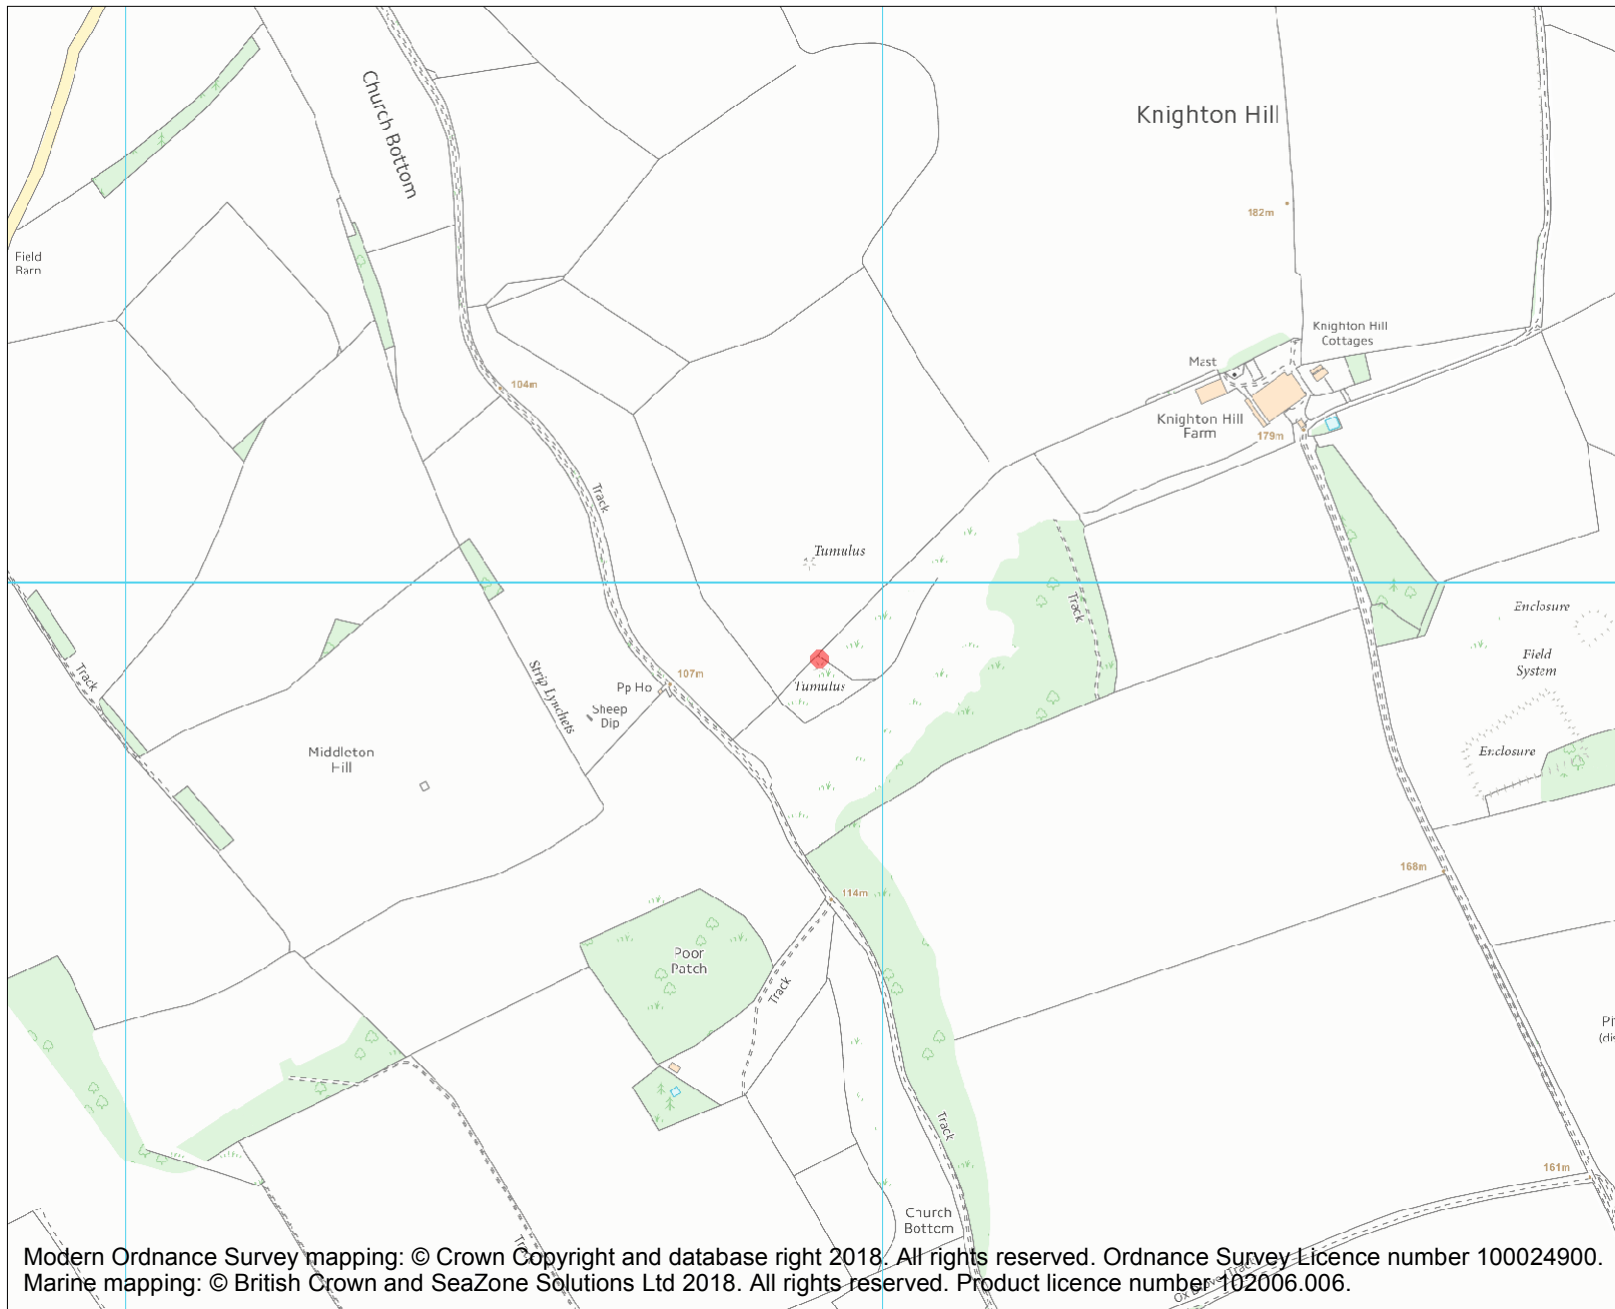 Church Bottom
Knighton Hill
182m
Field
Barn
Knighton Hill
Cottages
Mast
104m
Knighton Hill
Farm
179m
Track
Tumulus
Track
Enclosure
Field
System
Track
Strip Lynchets
Pp Ho
107m
Tumulus
Sheep
Dip
Middleton
Hill
Enclosure
168m
114m
Poor
Patch
Track
Track
161m
Church
Bottom
Modern Ordnance Survey mapping: © Crown Copyright and database right 2018. All rights reserved. Ordnance Survey Licence number 100024900.
Marine mapping: © British Crown and SeaZone Solutions Ltd 2018. All rights reserved. Product licence number 102006.006.